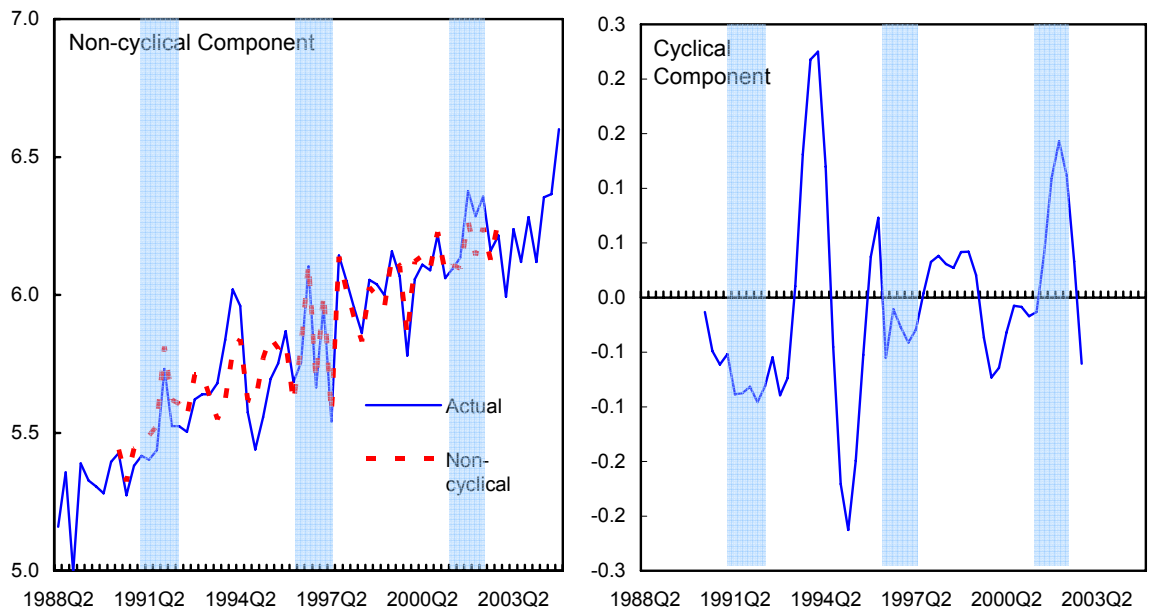 7.0
Non-cyclical Component
6.5
6.0
5.5
5.0
Actual
Non-
cyclical
1988Q2 1991Q2 1994Q2 1997Q2 2000Q2 2003Q2
0.3
Cyclical
Component
0.2
0.2
0.1
0.1
0.0
-0.1
-0.1
-0.2
-0.2
-0.3
1988Q2 1991Q2 1994Q2 1997Q2 2000Q2 2003Q2